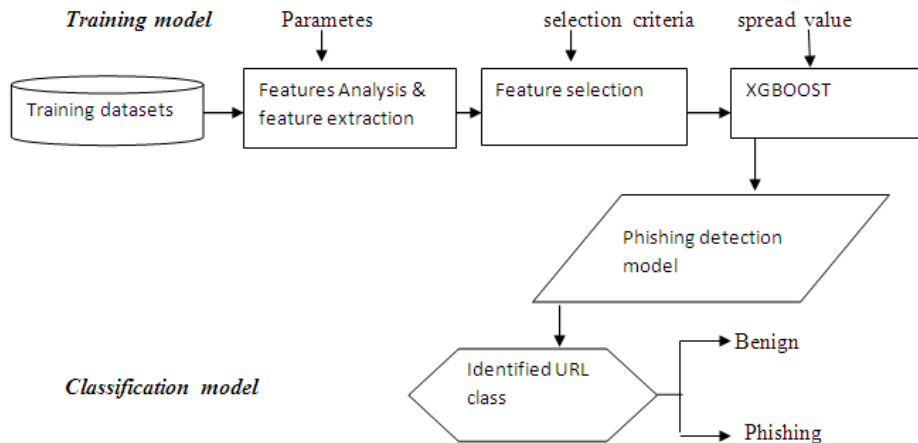 Training model
Parametes
selection criteria
spread value
Training datasets
Features Analysis &
feature extraction
Feature selection
XGBOOST
Phishing detection
model
Identified URL
class
Benign
Phishing
Classification model